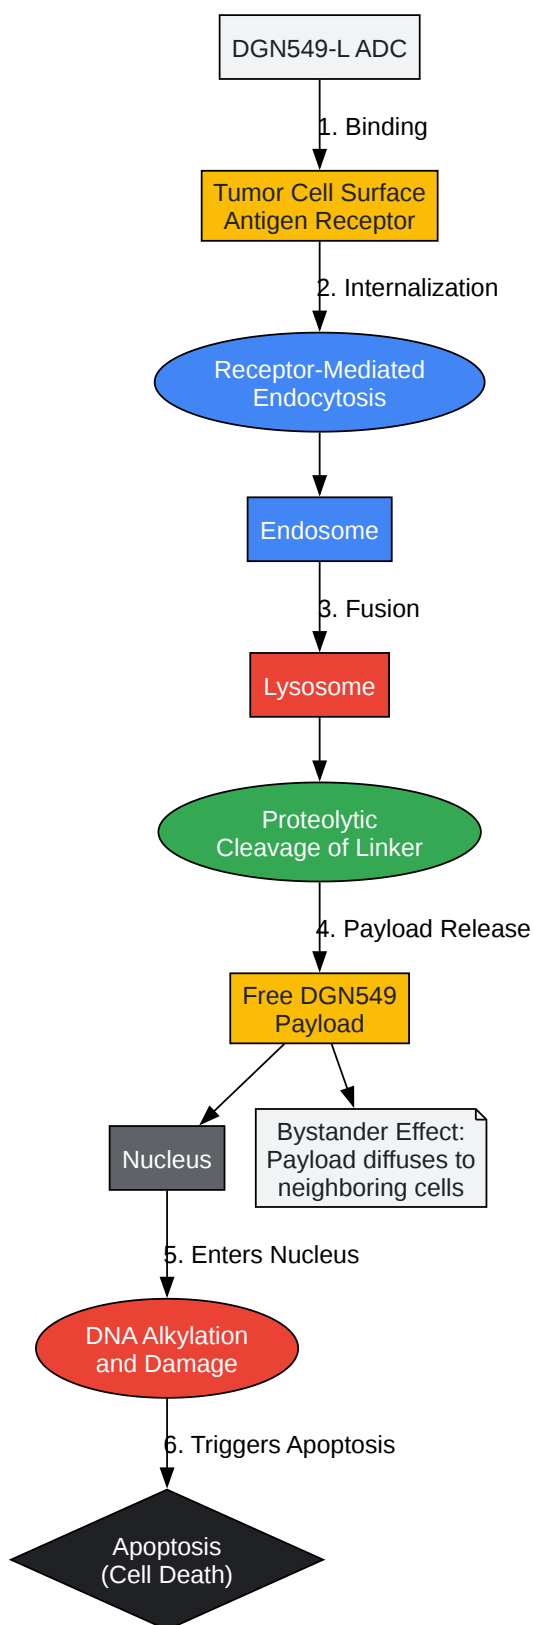 DGN549-L ADC
1. Binding
Tumor Cell Surface
Antigen Receptor
2. Internalization
Receptor-Mediated
Endocytosis
Endosome
3. Fusion
Lysosome
Proteolytic
Cleavage of Linker
4. Payload Release
Free DGN549
Payload
Nucleus
Bystander Effect:
Payload diffuses to
neighboring cells
5. Enters Nucleus
DNA Alkylation
and Damage
6. Triggers Apoptosis
Apoptosis
(Cell Death)